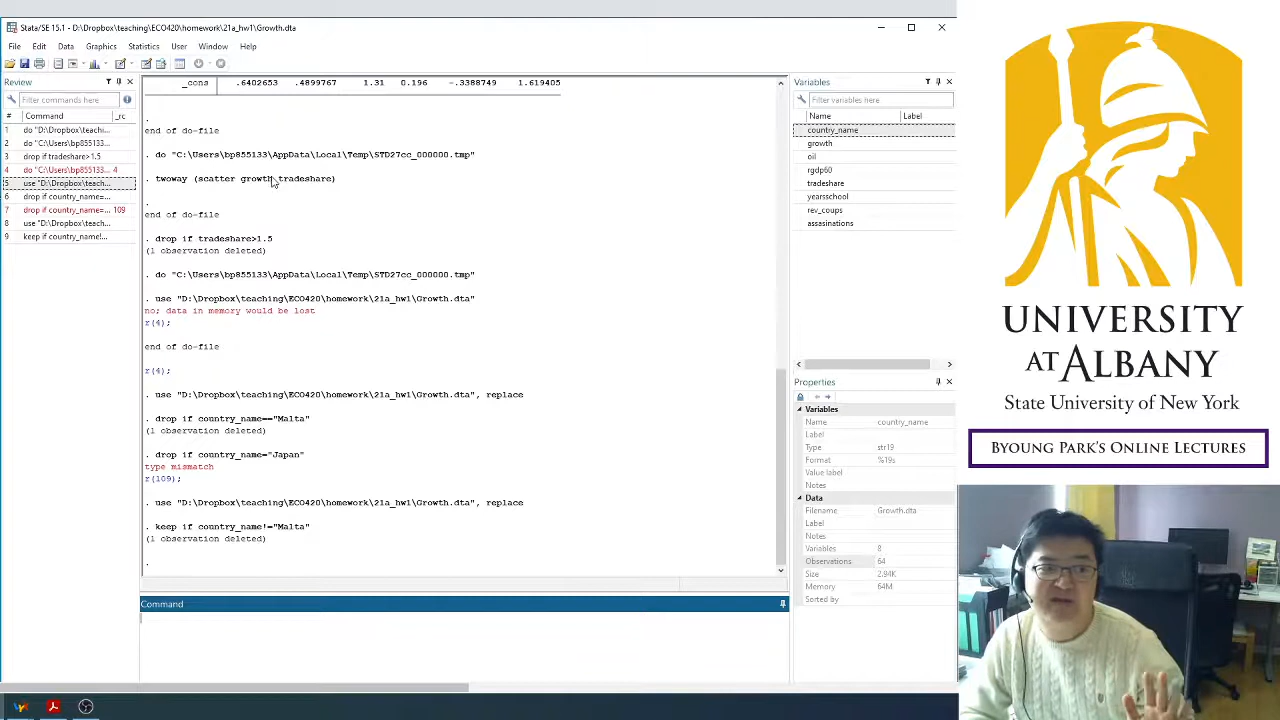 Stata/SE 15.1 - D:\Dropbox\teaching\ECO420\homework\21a_hw1\Growth.dta
File Edit Data Graphics Statistics User Window Help
Review
Filter commands here
# Command _rc
1 do "D:\Dropbox\teachi...
2 do "C:\Users\bp855133...
3 drop if tradeshare>1.5
4 do "C:\Users\bp855133... 4
5 use "D:\Dropbox\teach...
6 drop if country_name=...
7 drop if country_name=... 109
8 use "D:\Dropbox\teach...
9 keep if country_name!...
_cons .6402653 .4899767 1.31 0.196 -.3388749 1.619405
.
end of do-file
. do "C:\Users\bp855133\AppData\Local\Temp\STD27cc_000000.tmp"
. twoway (scatter growth tradeshare)
.
end of do-file
. drop if tradeshare>1.5
(1 observation deleted)
. do "C:\Users\bp855133\AppData\Local\Temp\STD27cc_000000.tmp"
. use "D:\Dropbox\teaching\ECO420\homework\21a_hw1\Growth.dta"
no; data in memory would be lost
r(4);
end of do-file
r(4);
. use "D:\Dropbox\teaching\ECO420\homework\21a_hw1\Growth.dta", replace
. drop if country_name=="Malta"
(1 observation deleted)
. drop if country_name="Japan"
type mismatch
r(109);
. use "D:\Dropbox\teaching\ECO420\homework\21a_hw1\Growth.dta", replace
. keep if country_name!="Malta"
(1 observation deleted)
.
Command
Variables
Filter variables here
Name Label
country_name
growth
oil
rgdp60
tradeshare
yearsschool
rev_coups
assasinations
Properties
Variables
Name country_name
Label
Type str19
Format %19s
Value label
Notes
Data
Filename Growth.dta
Label
Notes
Variables 8
Observations 64
Size 2.94K
Memory 64M
Sorted by
UNIVERSITY
AT ALBANY
State University of New York
BYOUNG PARK'S ONLINE LECTURES